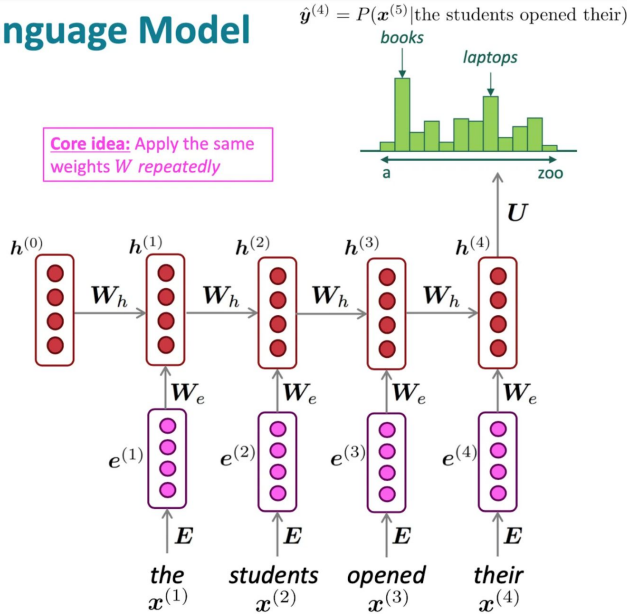 nguage Model
ŷ⁽⁴⁾ = P(x⁽⁵⁾|the students opened their)
books
laptops
Core idea: Apply the same
weights W repeatedly
a zoo
U
h⁽⁰⁾ h⁽¹⁾ h⁽²⁾ h⁽³⁾ h⁽⁴⁾
W_h W_h W_h W_h
W_e W_e W_e W_e
e⁽¹⁾ e⁽²⁾ e⁽³⁾ e⁽⁴⁾
E E E E
the students opened their
x⁽¹⁾ x⁽²⁾ x⁽³⁾ x⁽⁴⁾